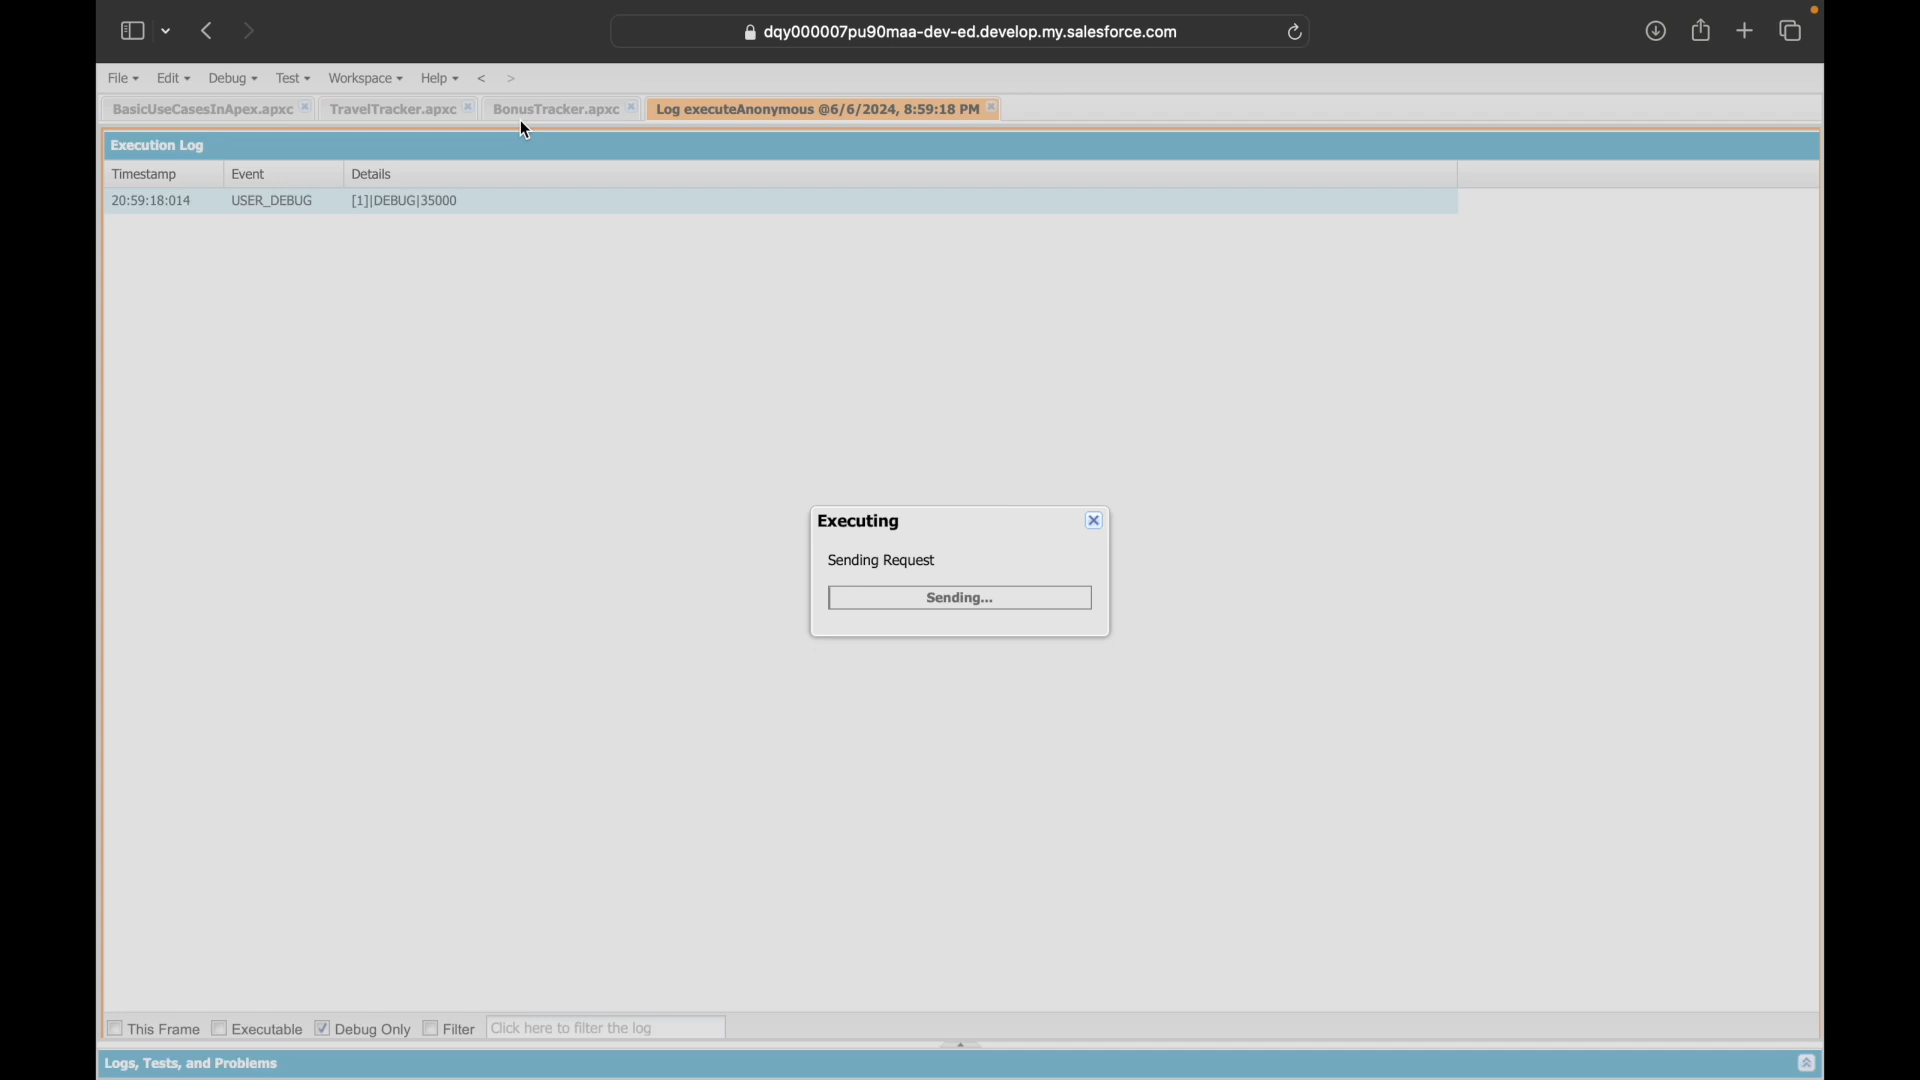 dqy000007pu90maa-dev-ed.develop.my.salesforce.com
File Edit Debug Test Workspace Help < >
BasicUseCasesInApex.apxc TravelTracker.apxc BonusTracker.apxc Log executeAnonymous @6/6/2024, 8:59:18 PM
Execution Log
Timestamp Event Details
20:59:18:014 USER_DEBUG [1]|DEBUG|35000
Executing
Sending Request
Sending...
This Frame Executable Debug Only Filter Click here to filter the log
Logs, Tests, and Problems